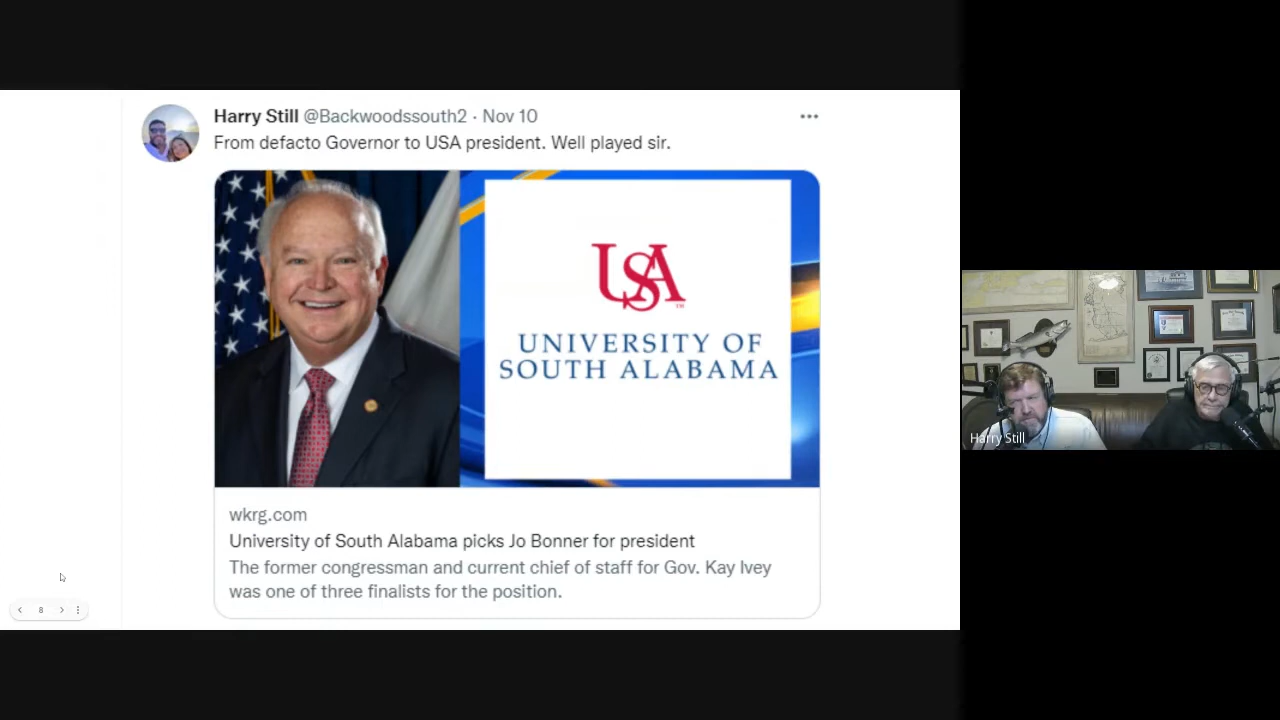 Harry Still @Backwoodssouth2 · Nov 10
From defacto Governor to USA president. Well played sir.
USA
UNIVERSITY OF
SOUTH ALABAMA
wkrg.com
University of South Alabama picks Jo Bonner for president
The former congressman and current chief of staff for Gov. Kay Ivey
was one of three finalists for the position.
8
Harry Still